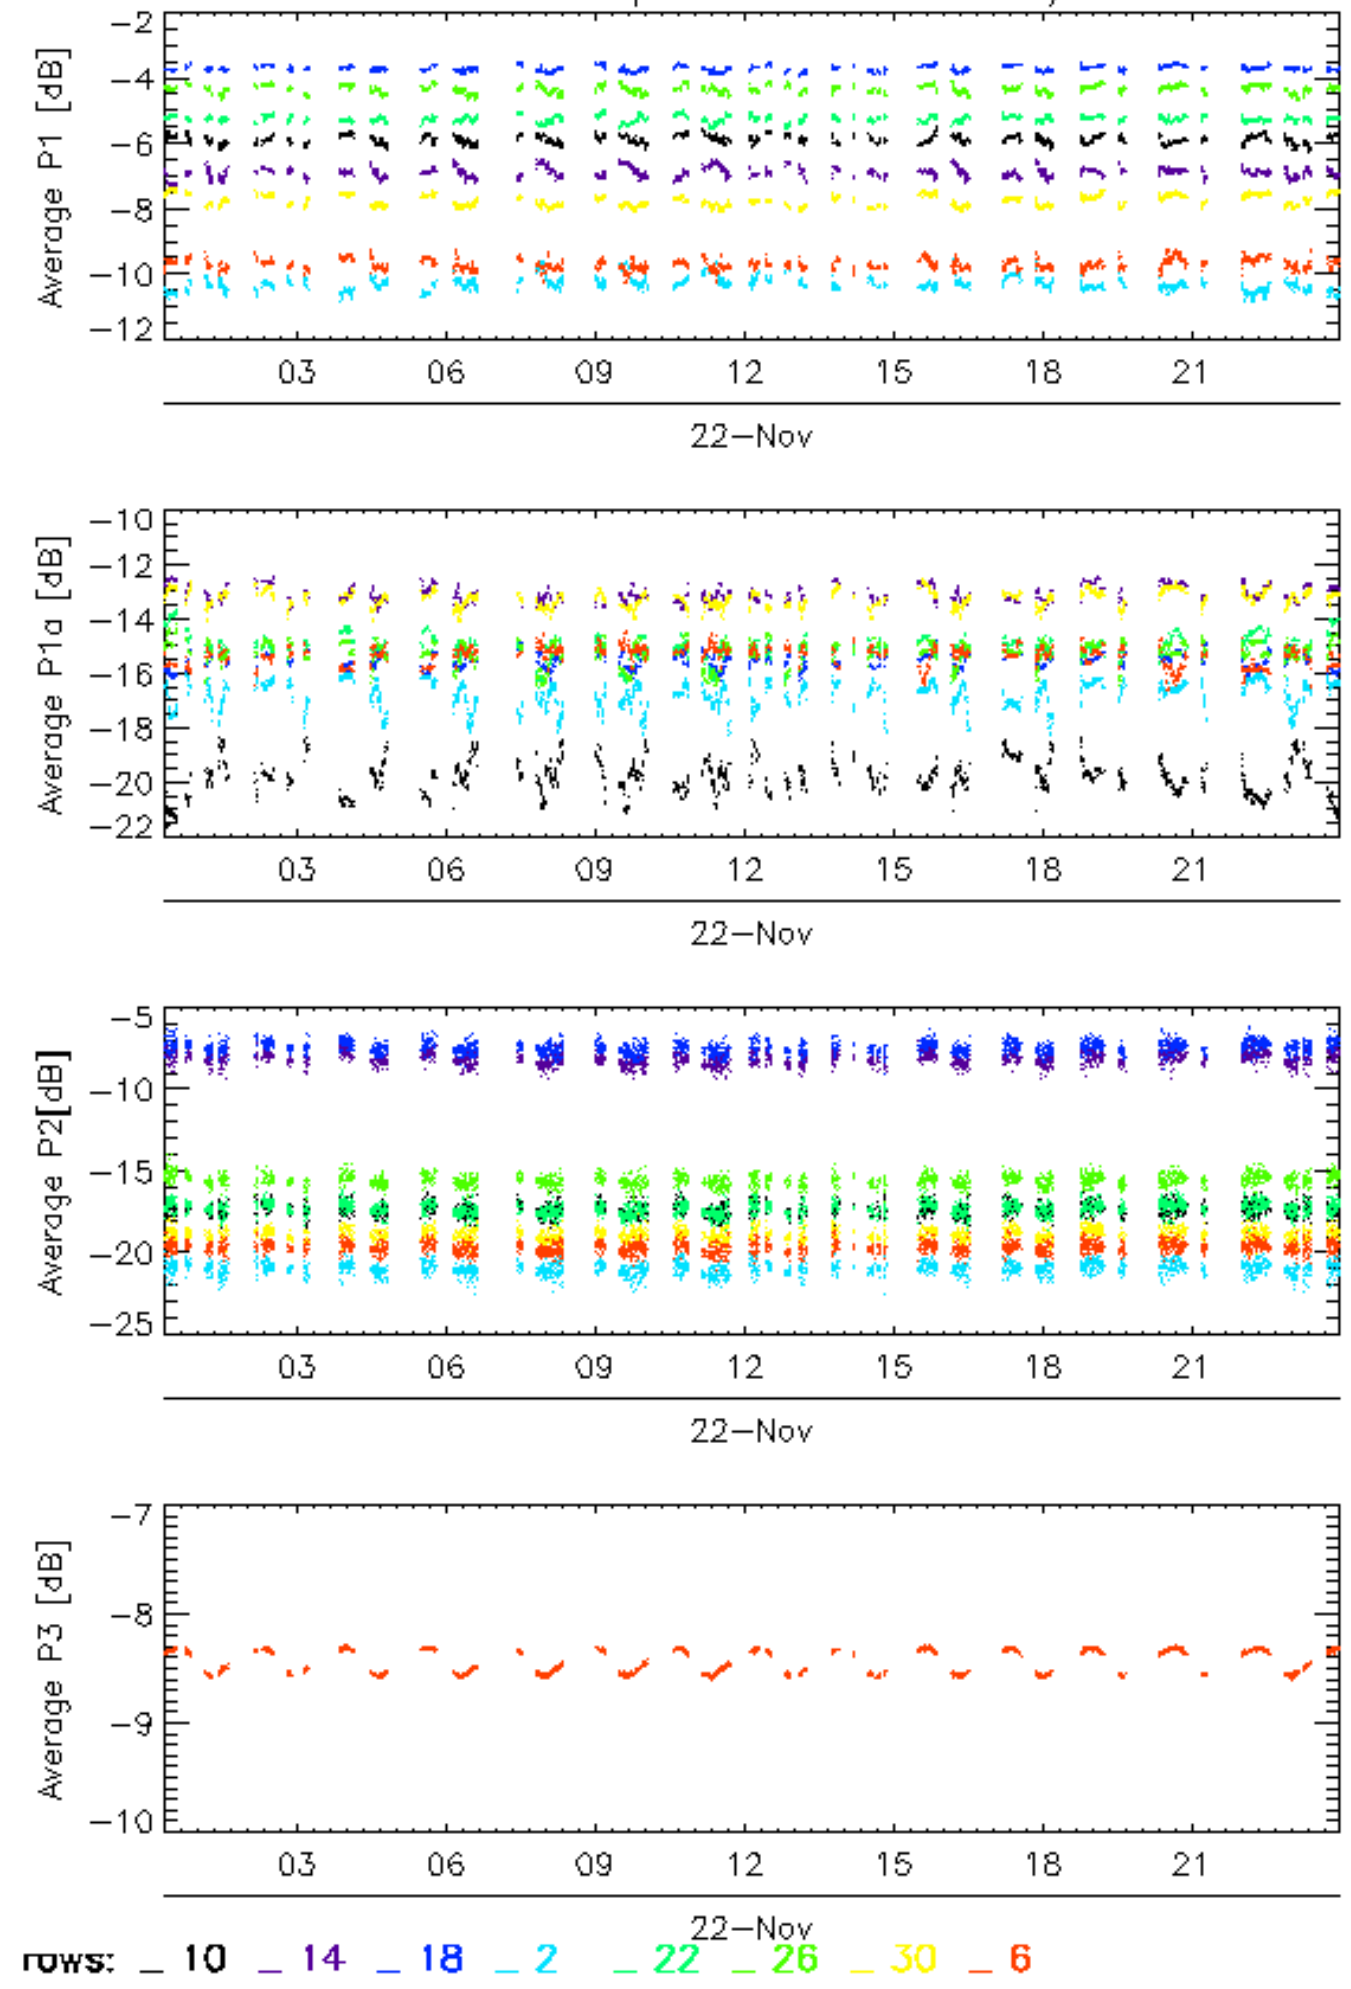 −2
−4
−6
−8
−10
−12
Average P1 [dB]
03 06 09 12 15 18 21
22−Nov
−10
−12
−14
−16
−18
−20
−22
Average P1a [dB]
03 06 09 12 15 18 21
22−Nov
−5
−10
−15
−20
−25
Average P2[dB]
03 06 09 12 15 18 21
22−Nov
−7
−8
−9
−10
Average P3 [dB]
03 06 09 12 15 18 21
22−Nov
rows: _ 10 _ 14 _ 18 _ 2 _ 22 _ 26 _ 30 _ 6